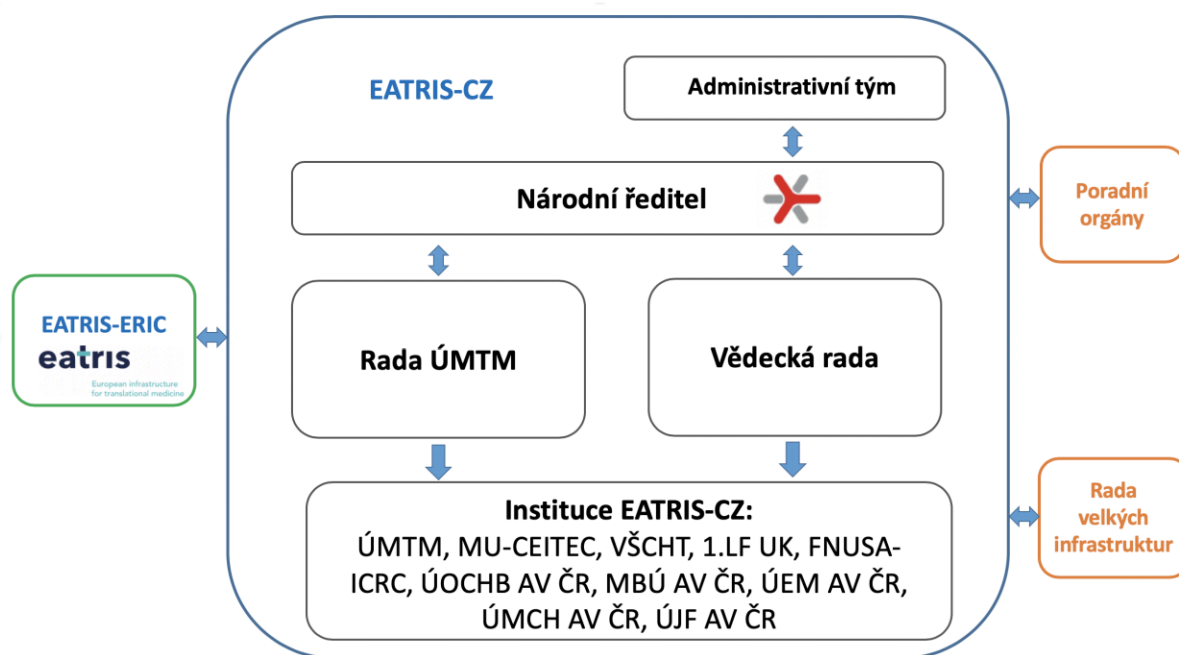 EATRIS-CZ
Administrativní tým
Národní ředitel
Poradní
orgány
EATRIS-ERIC
eatris
European infrastructure
for translational medicine
Rada ÚMTM
Vědecká rada
Rada
velkých
infrastruktur
Instituce EATRIS-CZ:
ÚMTM, MU-CEITEC, VŠCHT, 1.LF UK, FNUSA-
ICRC, ÚOCHB AV ČR, MBÚ AV ČR, ÚEM AV ČR,
ÚMCH AV ČR, ÚJF AV ČR